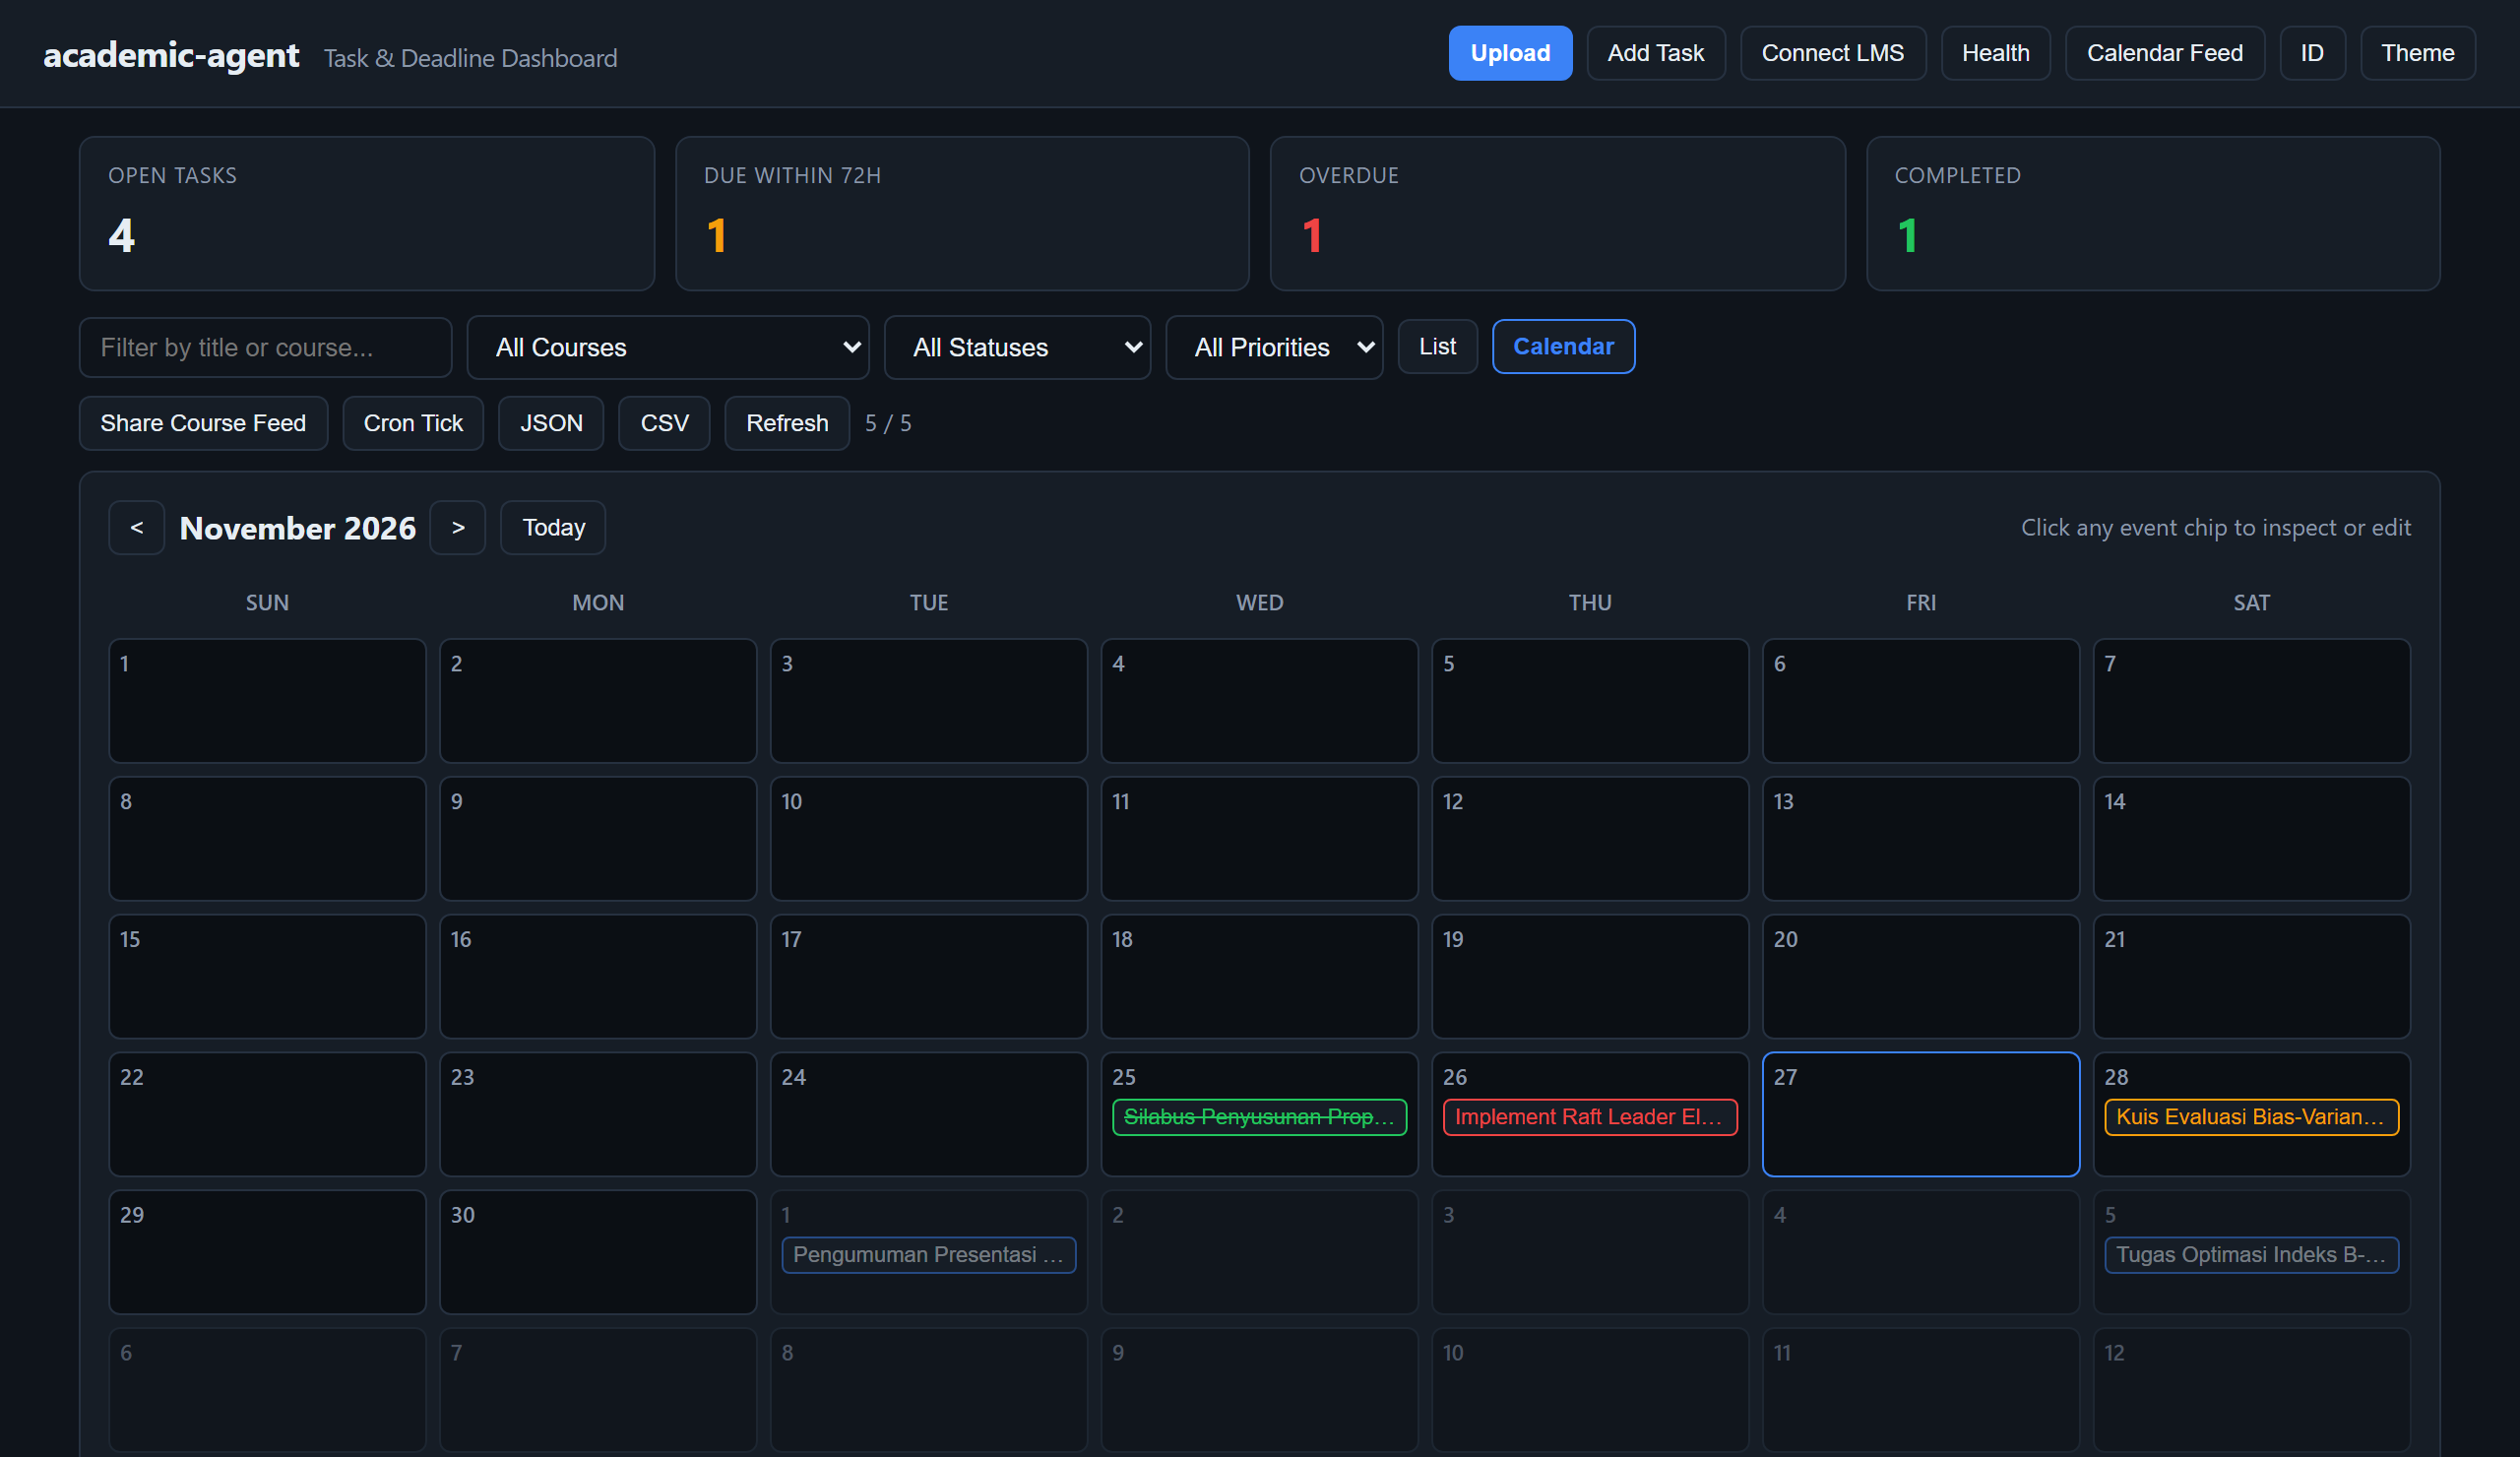 academic-agent Task & Deadline Dashboard
Upload Add Task Connect LMS Health Calendar Feed ID Theme
OPEN TASKS DUE WITHIN 72H OVERDUE COMPLETED
4 1 1 1
Filter by title or course... All Courses All Statuses All Priorities List Calendar
Share Course Feed Cron Tick JSON CSV Refresh 5 / 5
< November 2026 > Today Click any event chip to inspect or edit
SUN MON TUE WED THU FRI SAT
1 2 3 4 5 6 7
8 9 10 11 12 13 14
15 16 17 18 19 20 21
22 23 24 25 26 27 28
Silabus Penyusunan Prop... Implement Raft Leader El... Kuis Evaluasi Bias-Varian...
29 30 1 2 3 4 5
Pengumuman Presentasi ... Tugas Optimasi Indeks B-...
6 7 8 9 10 11 12